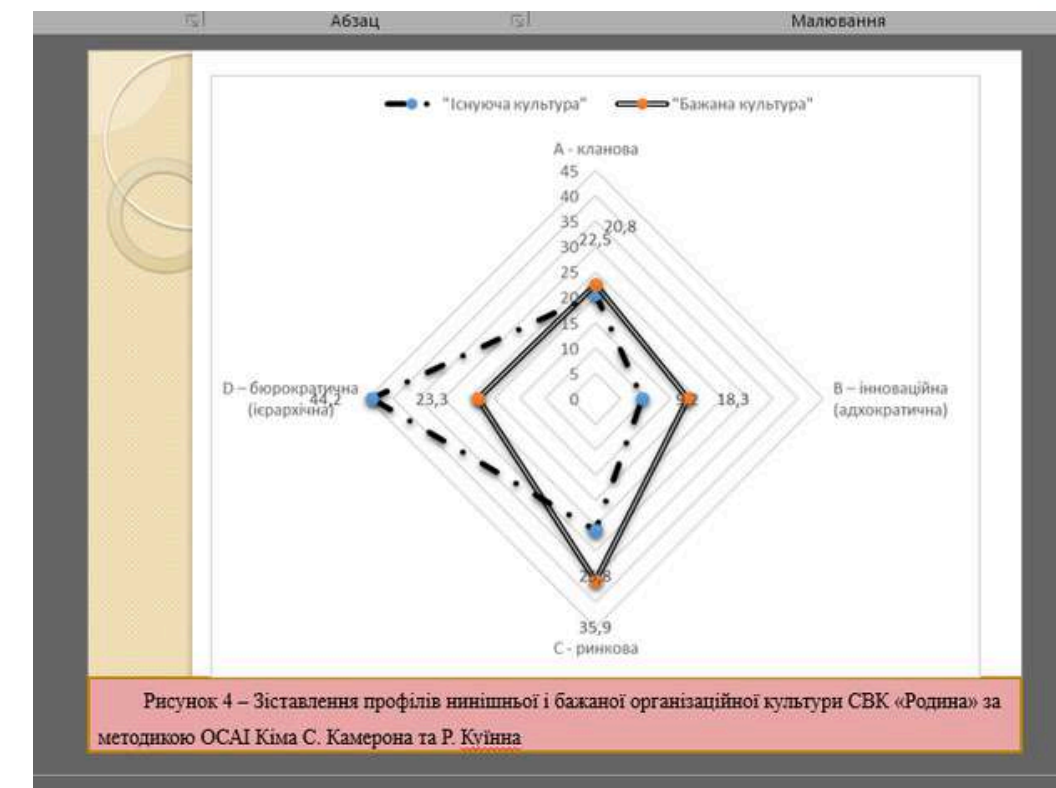 Абзац
Малювання
"Існуюча культура"
"Бажана культура"
А - кланова
45
40
35
20,8
30
22,5
25
20
15
10
5
0
D – бюрократична
(ієрархічна)
44,2
23,3
9,2
18,3
В – інноваційна
(адхократична)
35,9
С - ринкова
Рисунок 4 – Зіставлення профілів нинішньої і бажаної організаційної культури СВК «Родина» за
методикою OCAI Кіма С. Камерона та Р. Куїнна